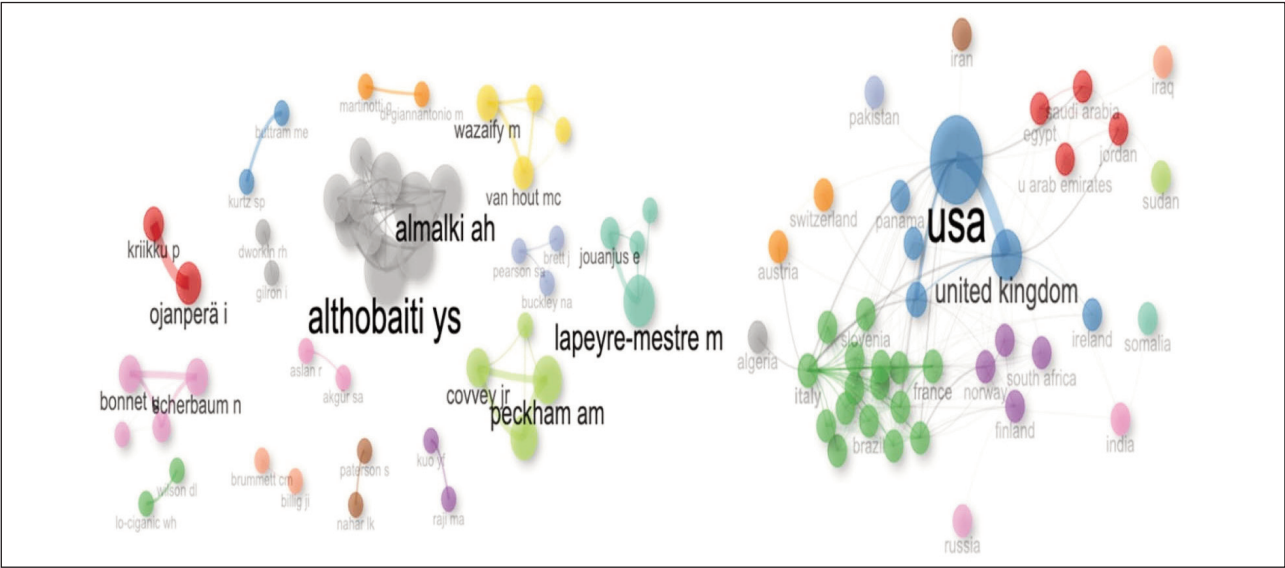 martinotti g
di giannantonio m
buttram me
wazaify m
kurtz sp
van hout mc
almalki ah
kriikku p
dworkin rh
jouanjus e
brett j
pearson sa
gilron i
buckley na
ojanperä i
althobaiti ys
lapeyre-mestre m
aslan r
akgür sa
covvey jr
peckham am
bonnet
scherbaum n
kuo yf
paterson s
brummett cm
wilson dl
billig ji
lo-ciganic wh
nahar lk
raji ma
iran
iraq
pakistan
saudi arabia
egypt
jordan
u arab emirates
sudan
switzerland
panama
usa
austria
united kingdom
slovenia
ireland
somalia
algeria
italy
france
norway
south africa
finland
brazil
india
russia